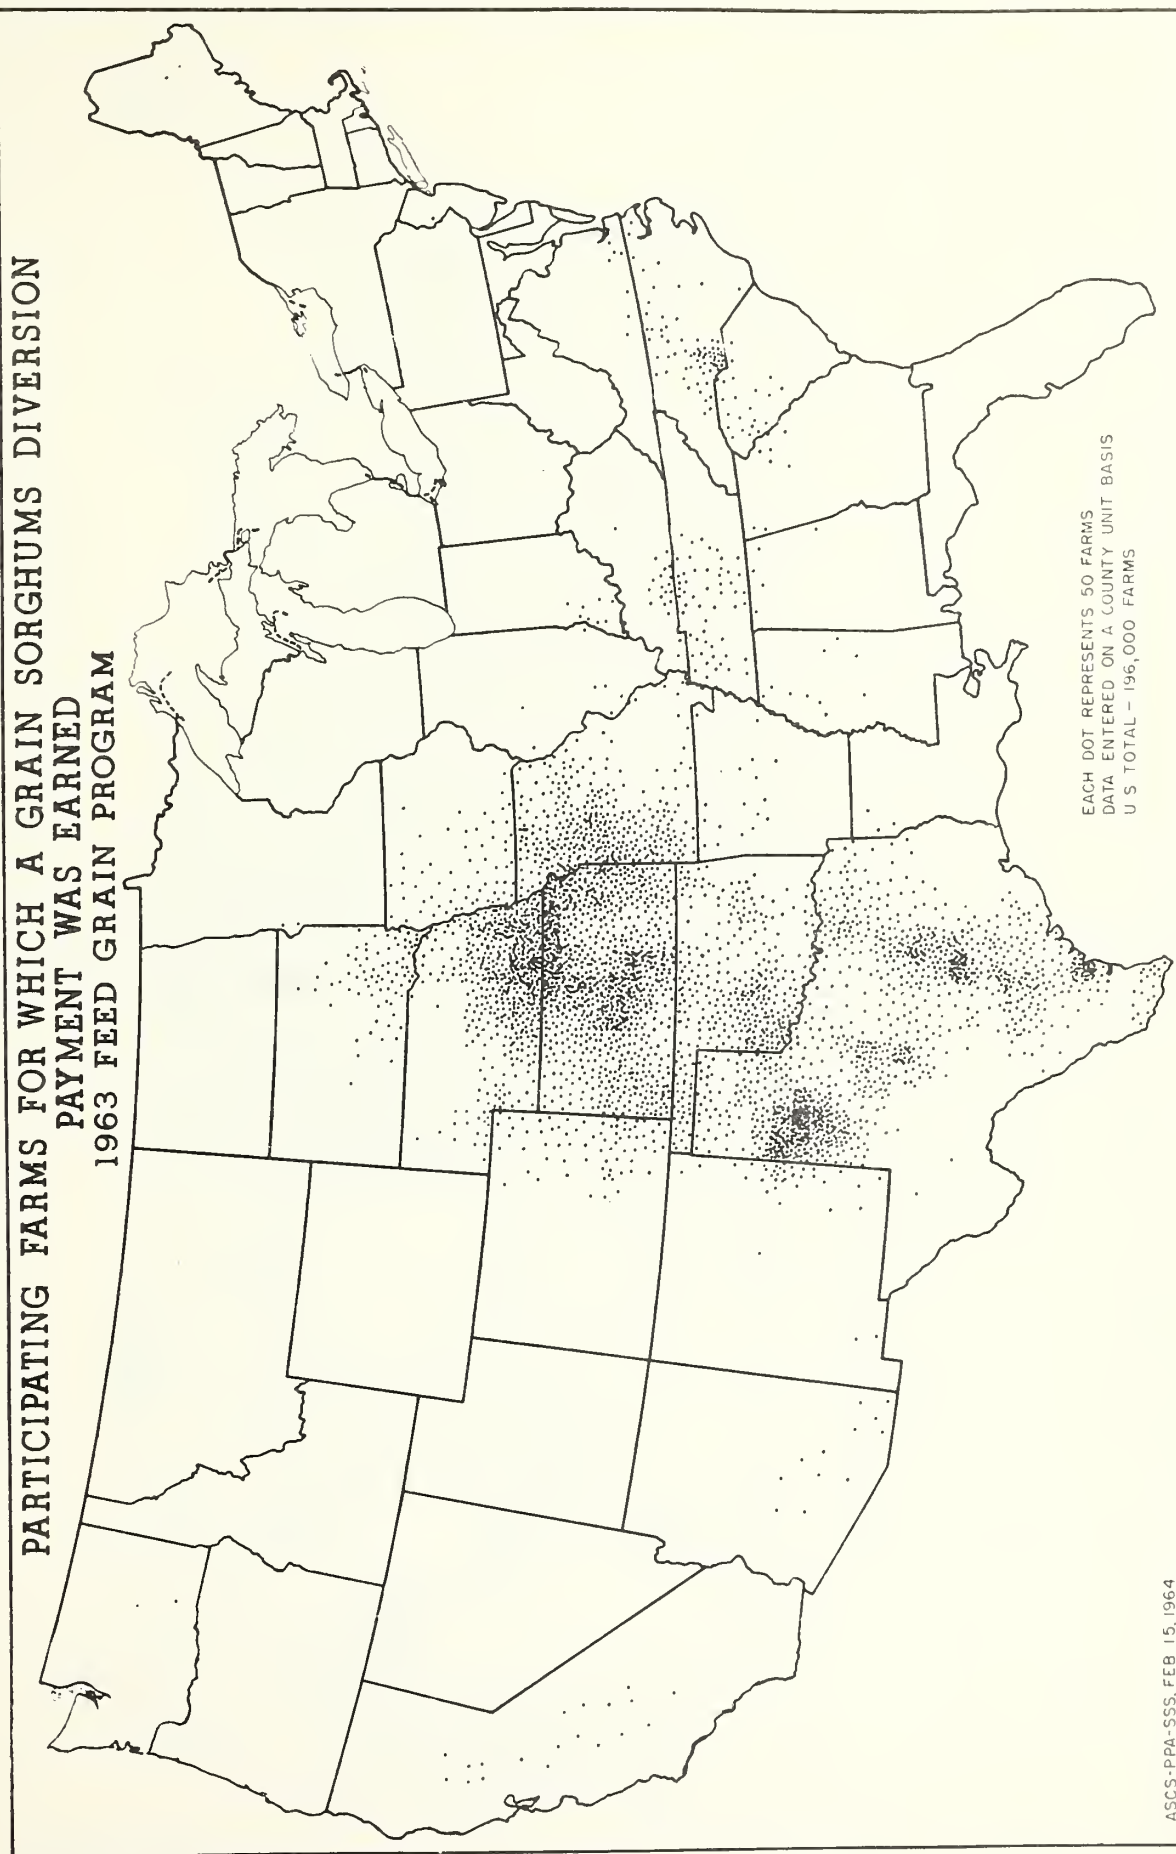 PARTICIPATING FARMS FOR WHICH A GRAIN SORGHUMS DIVERSION
PAYMENT WAS EARNED
1963 FEED GRAIN PROGRAM
EACH DOT REPRESENTS 50 FARMS
DATA ENTERED ON A COUNTY UNIT BASIS
U S TOTAL – 196,000 FARMS
ASCS-PPA-SSS, FEB 15, 1964